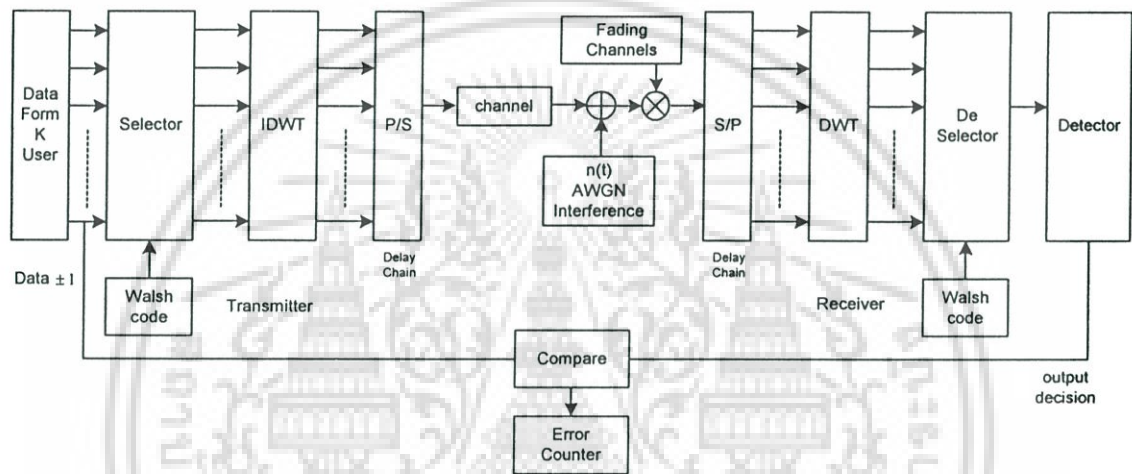 Data
Form
K
User
Selector
IDWT
P/S
channel
Fading
Channels
n(t)
AWGN
Interference
S/P
DWT
De
Selector
Detector
Data ±1
Walsh
code
Transmitter
Delay
Chain
Delay
Chain
Receiver
Walsh
code
Compare
output
decision
Error
Counter